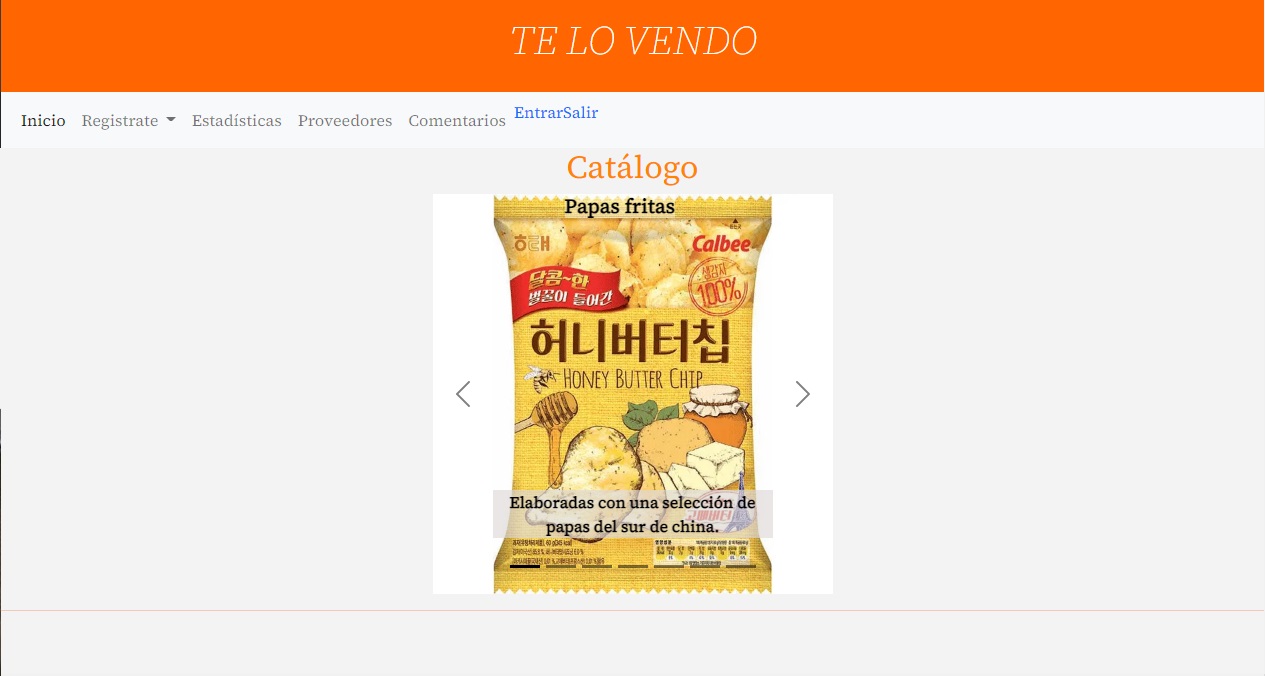 TE LO VENDO
Inicio Registrate Estadísticas Proveedores Comentarios EntrarSalir
Catálogo
Papas fritas
해태
Calbee
달콤~한
벌꿀이 들어간
생감자
100%
허니버터칩
HONEY BUTTER CHIP
Elaboradas con una selección de
papas del sur de china.